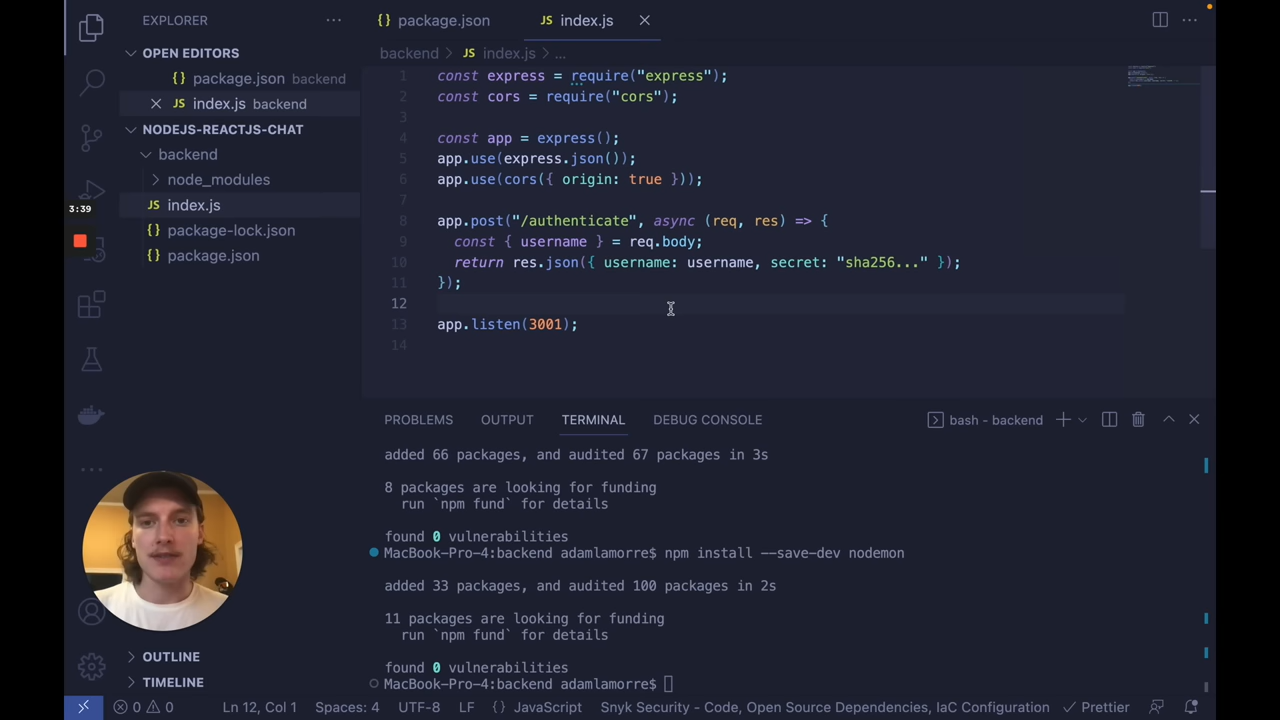 EXPLORER
OPEN EDITORS
{} package.json backend
JS index.js backend
NODEJS-REACTJS-CHAT
backend
node_modules
JS index.js
{} package-lock.json
{} package.json
3:39
OUTLINE
TIMELINE
{} package.json
JS index.js
backend > JS index.js > ...
1 const express = require("express");
2 const cors = require("cors");
3
4 const app = express();
5 app.use(express.json());
6 app.use(cors({ origin: true }));
7
8 app.post("/authenticate", async (req, res) => {
9 const { username } = req.body;
10 return res.json({ username: username, secret: "sha256..." });
11 });
12
13 app.listen(3001);
14
PROBLEMS OUTPUT TERMINAL DEBUG CONSOLE bash - backend
added 66 packages, and audited 67 packages in 3s
8 packages are looking for funding
run `npm fund` for details
found 0 vulnerabilities
MacBook-Pro-4:backend adamlamorre$ npm install --save-dev nodemon
added 33 packages, and audited 100 packages in 2s
11 packages are looking for funding
run `npm fund` for details
found 0 vulnerabilities
MacBook-Pro-4:backend adamlamorre$
0 0 Ln 12, Col 1 Spaces: 4 UTF-8 LF {} JavaScript Snyk Security - Code, Open Source Dependencies, IaC Configuration Prettier